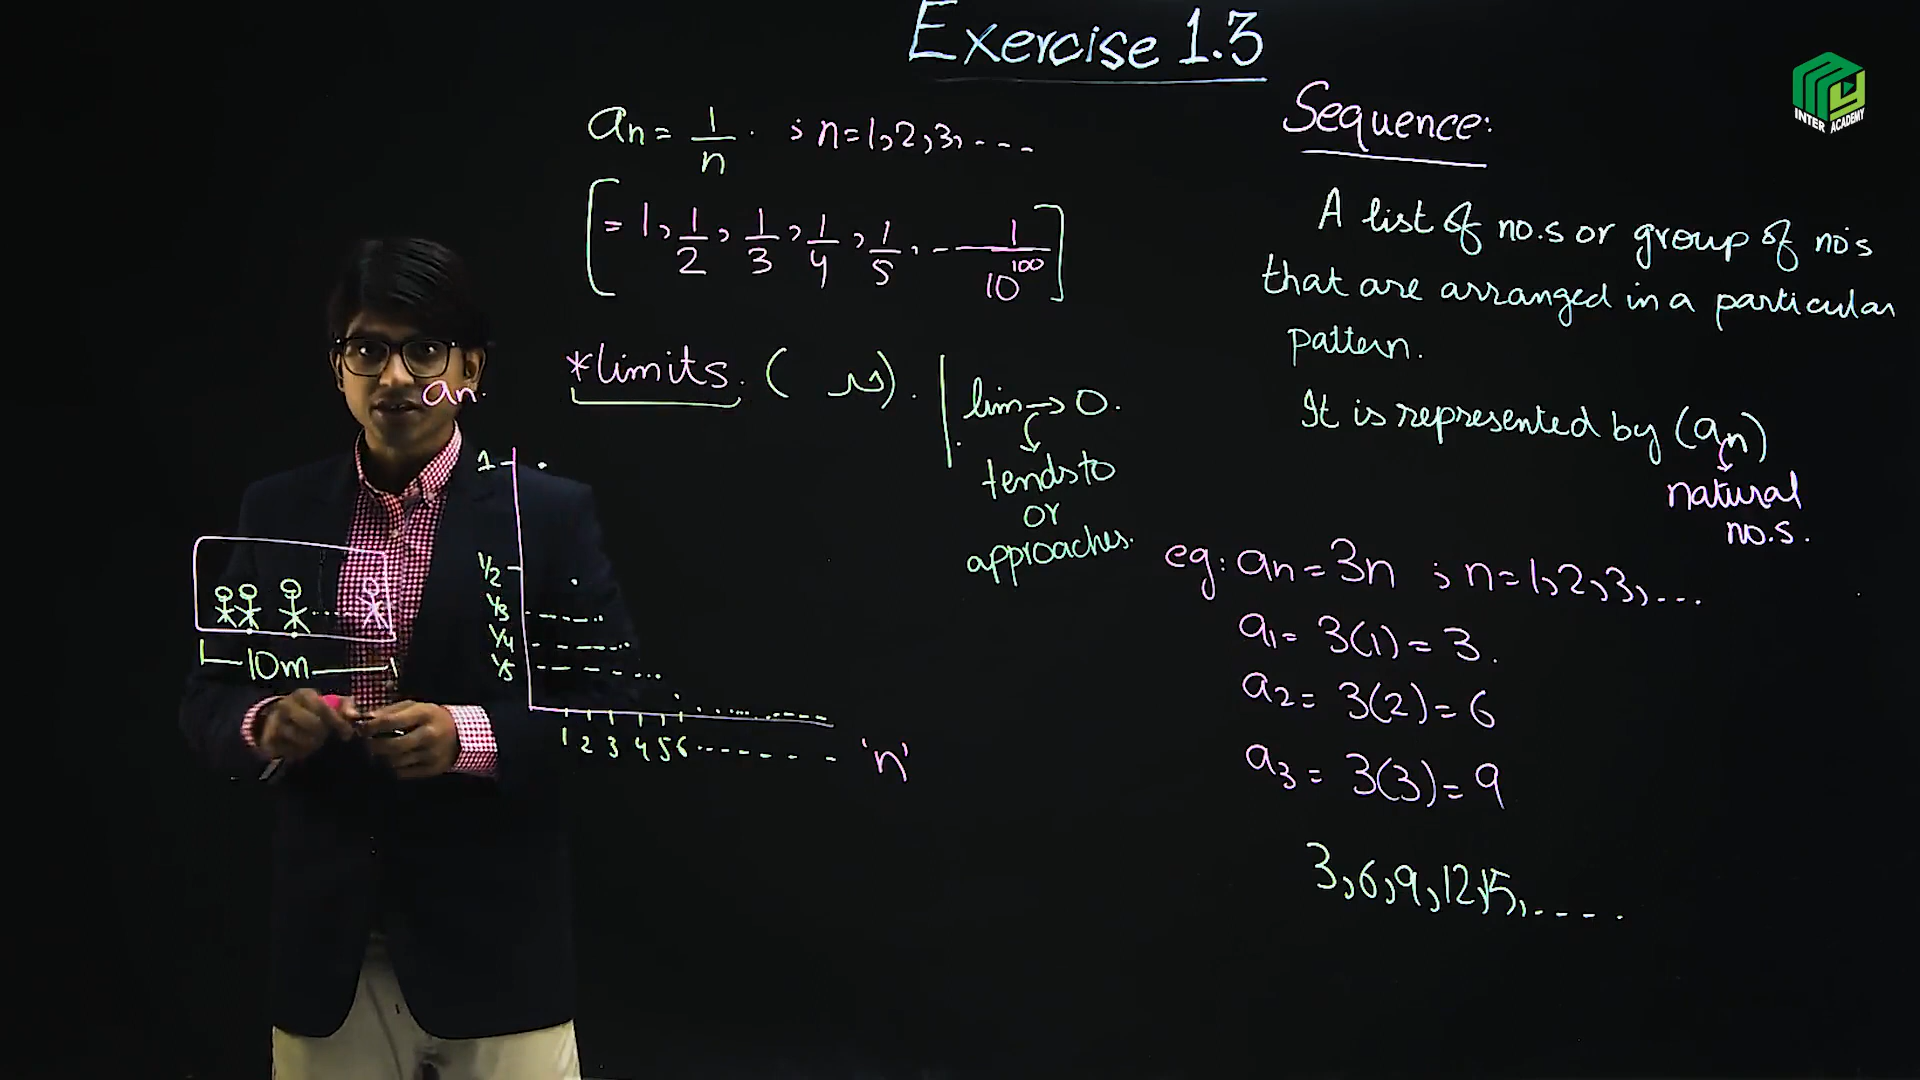 Exercise 1.3
INTER ACADEMY
an = 1/n . ; n=1,2,3, - - -
[= 1, 1/2, 1/3, 1/4, 1/5, - 1/10^100]
*limits. ( ) .
lim → 0.
tends to
or
approaches.
an.
1
1/2
1/3
1/4
1/5
1 2 3 4 5 6 ------
'n'
10m
Sequence:
A list of no.s or group of no's
that are arranged in a particular
pattern.
It is represented by (an)
natural
no.s.
eg: an = 3n ; n=1,2,3,...
a1 = 3(1) = 3.
a2 = 3(2) = 6
a3 = 3(3) = 9
3,6,9,12,15,.----.